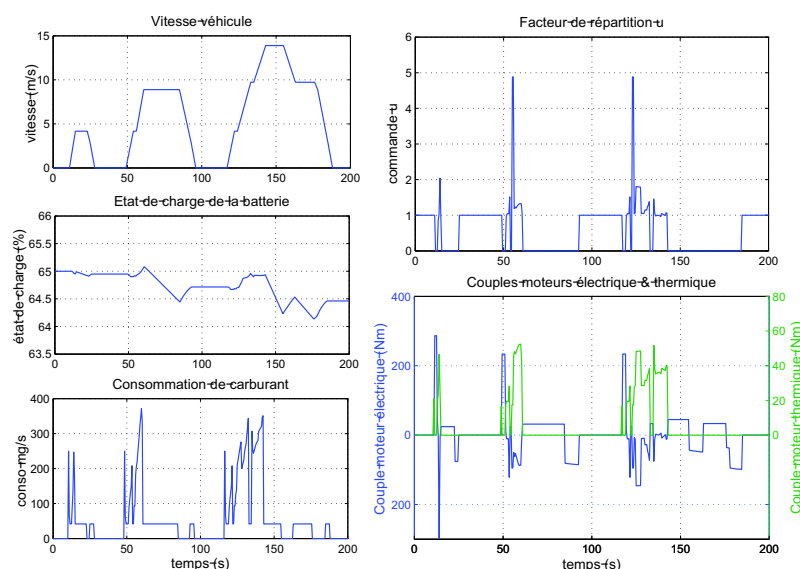 Vitesse véhicule
vitesse (m/s)
15
10
5
0
0 50 100 150 200
Etat de charge de la batterie
état de charge (%)
66
65.5
65
64.5
64
63.5
0 50 100 150 200
Consommation de carburant
conso mg/s
400
300
200
100
0
0 50 100 150 200
temps (s)
Facteur de répartition u
commande u
6
5
4
3
2
1
0
0 50 100 150 200
Couples moteurs électrique & thermique
Couple moteur électrique (Nm)
400
200
0
200
80
60
40
20
0
20
40
60
Couple moteur thermique (Nm)
0 50 100 150 200
temps (s)